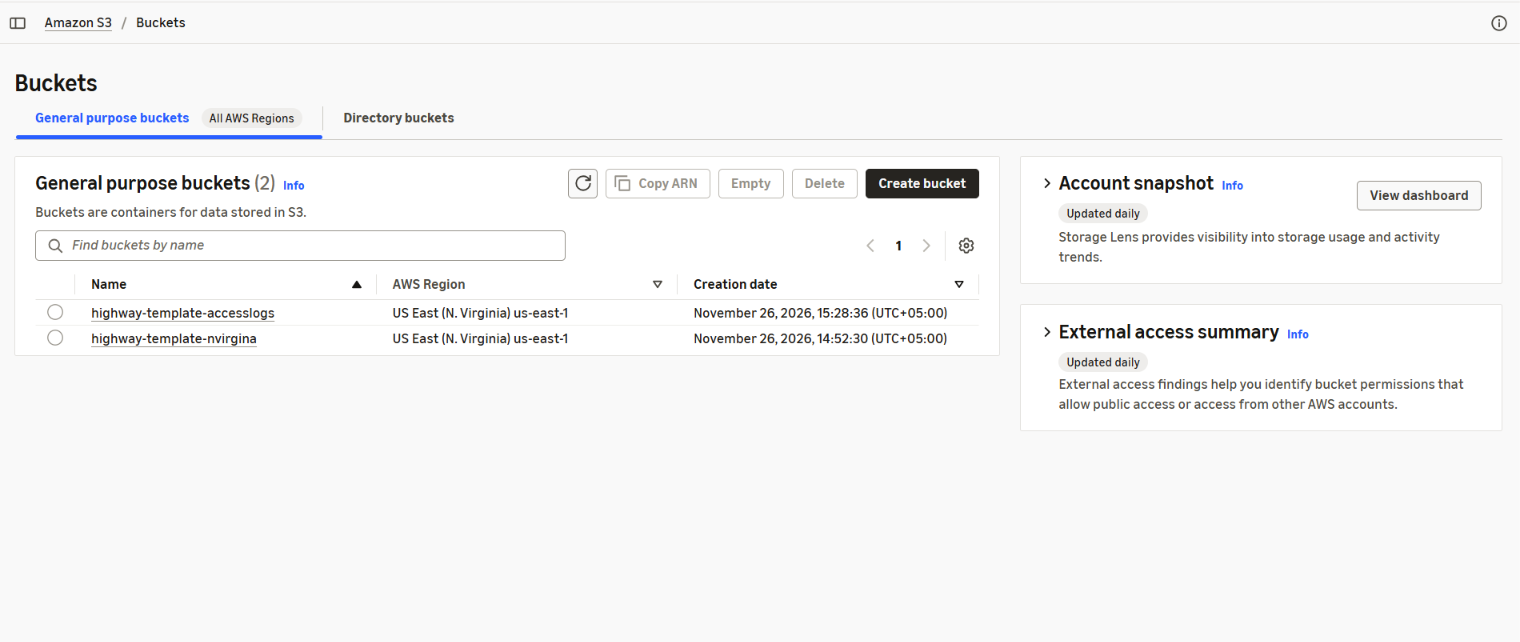 Amazon S3 / Buckets
Buckets
General purpose buckets All AWS Regions Directory buckets
General purpose buckets (2) Info
Copy ARN Empty Delete Create bucket
Buckets are containers for data stored in S3.
Find buckets by name
1
Name AWS Region Creation date
highway-template-accesslogs US East (N. Virginia) us-east-1 November 26, 2026, 15:28:36 (UTC+05:00)
highway-template-nvirgina US East (N. Virginia) us-east-1 November 26, 2026, 14:52:30 (UTC+05:00)
Account snapshot Info
View dashboard
Updated daily
Storage Lens provides visibility into storage usage and activity
trends.
External access summary Info
Updated daily
External access findings help you identify bucket permissions that
allow public access or access from other AWS accounts.